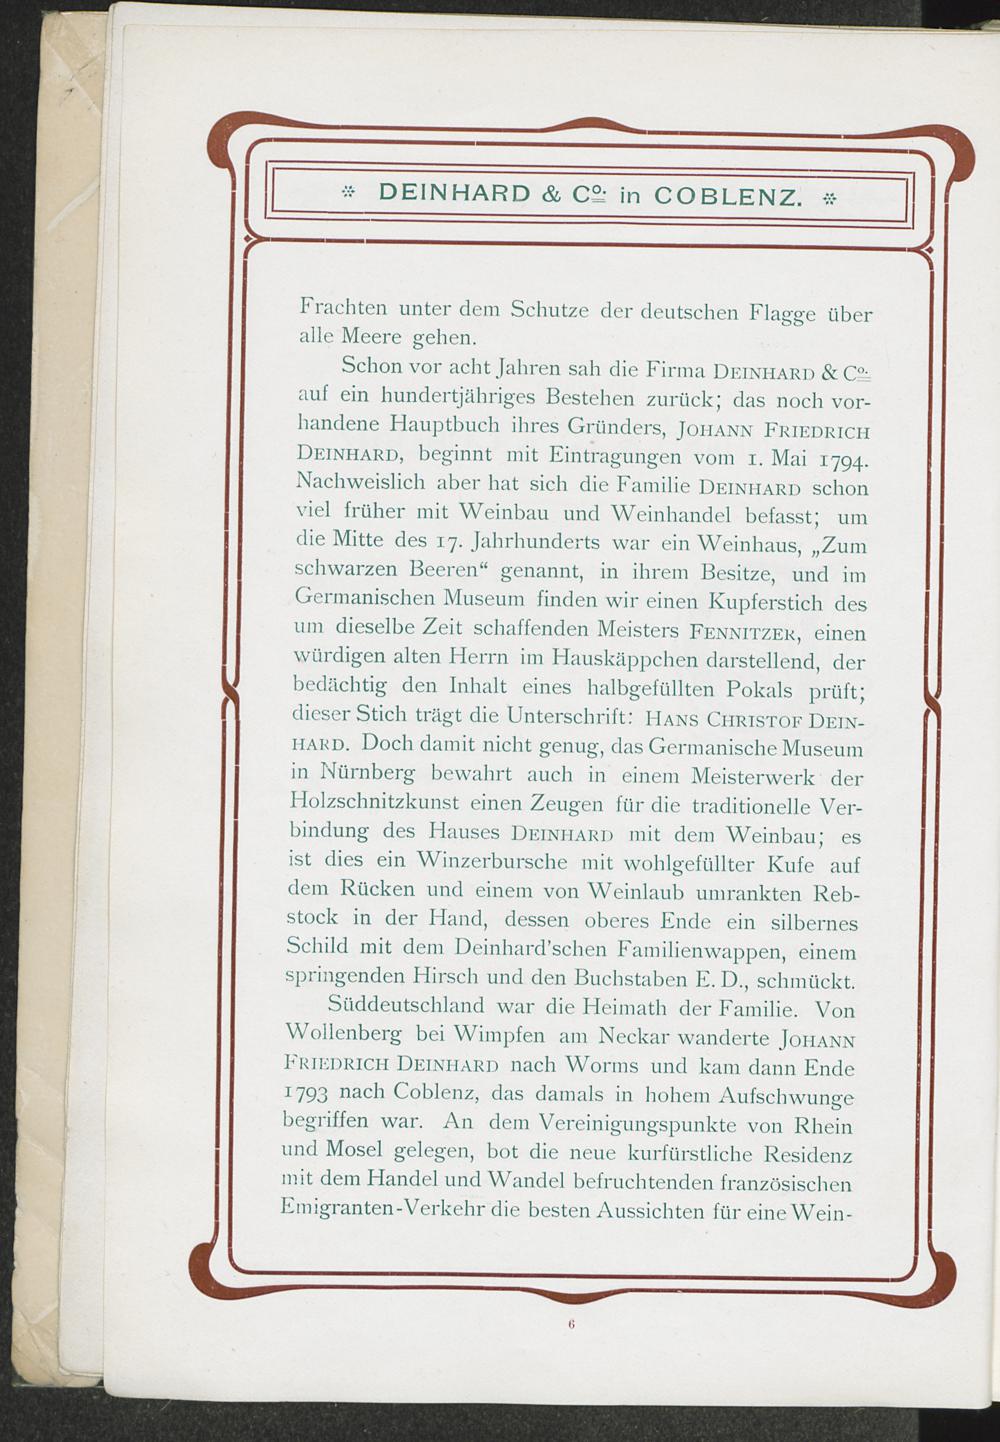 * DEINHARD & Cº: in COBLENZ. *
Frachten unter dem Schutze der deutschen Flagge über
alle Meere gehen.
Schon vor acht Jahren sah die Firma DEINHARD & Cº:
auf ein hundertjähriges Bestehen zurück; das noch vor-
handene Hauptbuch ihres Gründers, JOHANN FRIEDRICH
DEINHARD, beginnt mit Eintragungen vom 1. Mai 1794.
Nachweislich aber hat sich die Familie DEINHARD schon
viel früher mit Weinbau und Weinhandel befasst; um
die Mitte des 17. Jahrhunderts war ein Weinhaus, „Zum
schwarzen Beeren“ genannt, in ihrem Besitze, und im
Germanischen Museum finden wir einen Kupferstich des
um dieselbe Zeit schaffenden Meisters FENNITZER, einen
würdigen alten Herrn im Hauskäppchen darstellend, der
bedächtig den Inhalt eines halbgefüllten Pokals prüft;
dieser Stich trägt die Unterschrift: HANS CHRISTOF DEIN-
HARD. Doch damit nicht genug, das Germanische Museum
in Nürnberg bewahrt auch in einem Meisterwerk der
Holzschnitzkunst einen Zeugen für die traditionelle Ver-
bindung des Hauses DEINHARD mit dem Weinbau; es
ist dies ein Winzerbursche mit wohlgefüllter Kufe auf
dem Rücken und einem von Weinlaub umrankten Reb-
stock in der Hand, dessen oberes Ende ein silbernes
Schild mit dem Deinhard'schen Familienwappen, einem
springenden Hirsch und den Buchstaben E. D., schmückt.
Süddeutschland war die Heimath der Familie. Von
Wollenberg bei Wimpfen am Neckar wanderte JOHANN
FRIEDRICH DEINHARD nach Worms und kam dann Ende
1793 nach Coblenz, das damals in hohem Aufschwunge
begriffen war. An dem Vereinigungspunkte von Rhein
und Mosel gelegen, bot die neue kurfürstliche Residenz
mit dem Handel und Wandel befruchtenden französischen
Emigranten-Verkehr die besten Aussichten für eine Wein-
6